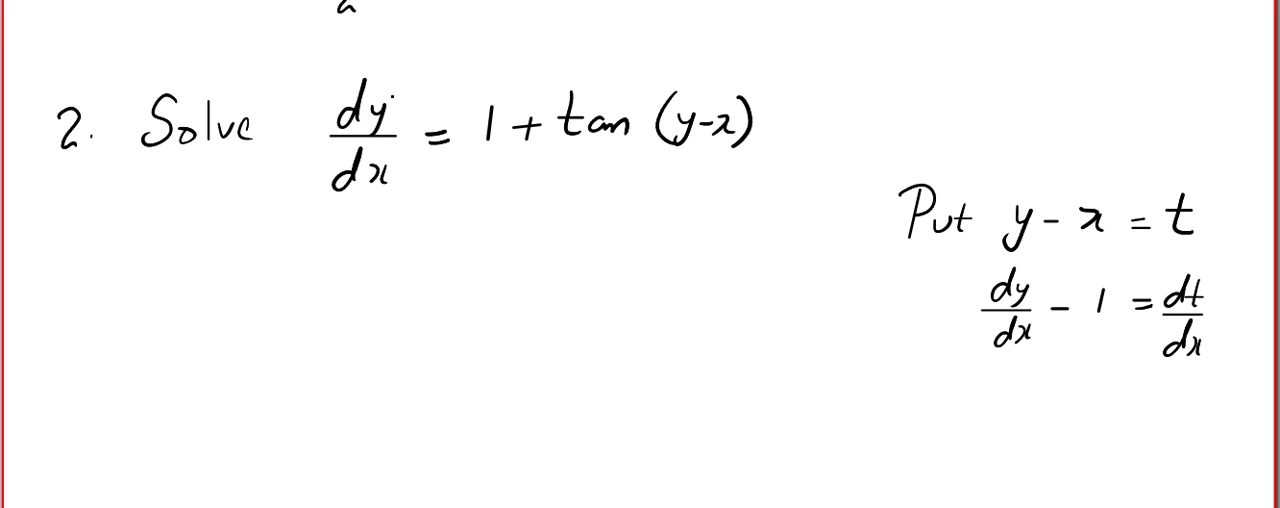 2. Solve dy/dx = 1 + tan (y-x)
Put y - x = t
dy/dx - 1 = dt/dx